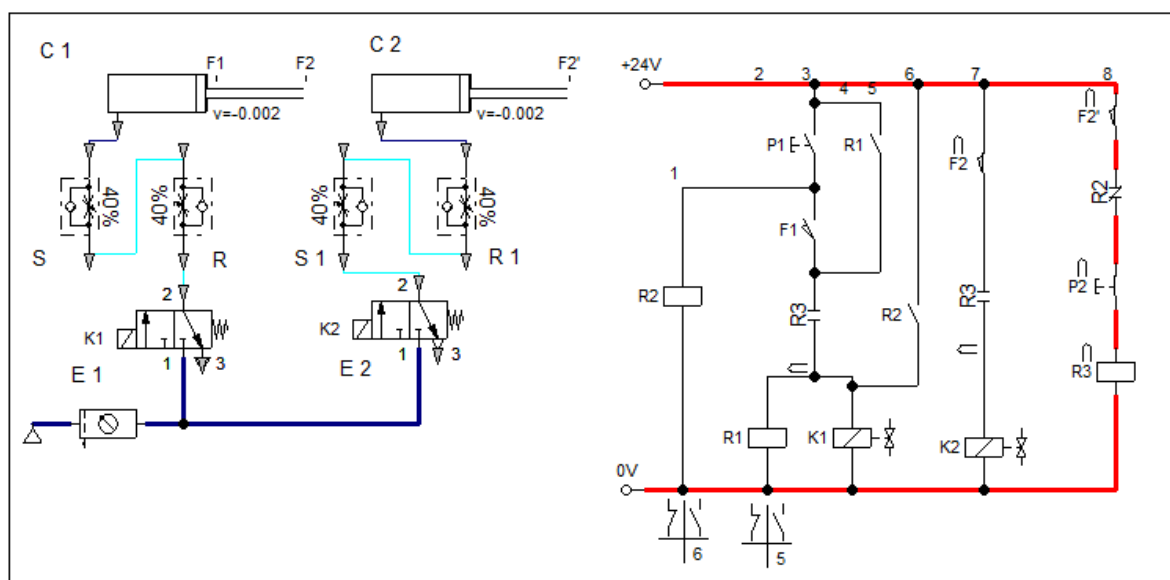 C 1
C 2
F1
F2
F2'
v=-0.002
v=-0.002
40%
40%
40%
40%
S
R
S 1
R 1
2
2
K1
K2
1
3
1
3
E 1
E 2
+24V
2
3
4
5
6
7
8
P1
R1
F2
F2'
1
R2
F1
R2
R3
R2
R3
P2
R3
R1
K1
K2
0V
6
5